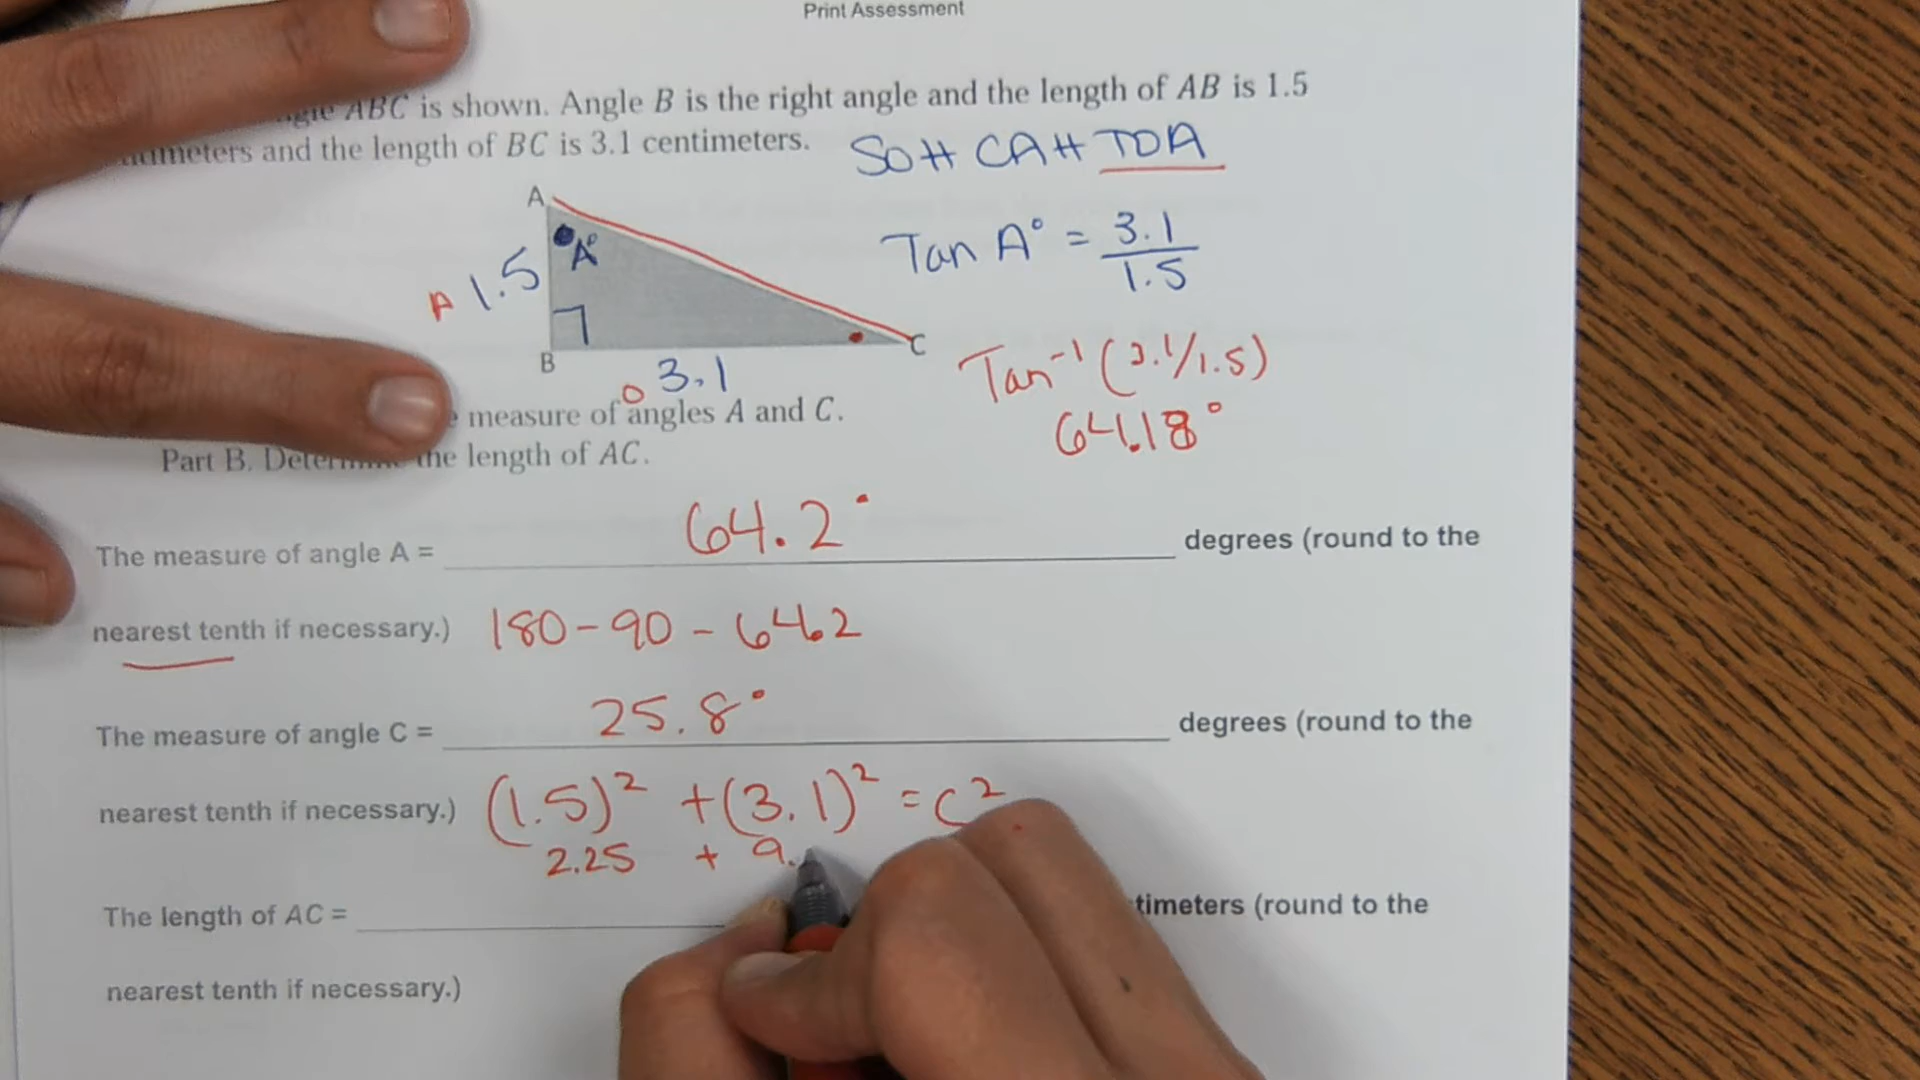 Print Assessment
ABC is shown. Angle B is the right angle and the length of AB is 1.5
and the length of BC is 3.1 centimeters.
SOH CAH TOA
A
A°
A 1.5
Tan A° = 3.1/1.5
B
C
O 3.1
Tan⁻¹ (3.1/1.5)
64.18°
measure of angles A and C.
Part B. Determine the length of AC.
64.2°
The measure of angle A = degrees (round to the
nearest tenth if necessary.) 180 - 90 - 64.2
25.8°
The measure of angle C = degrees (round to the
nearest tenth if necessary.) (1.5)² + (3.1)² = C²
2.25 + 9.
The length of AC = timeters (round to the
nearest tenth if necessary.)